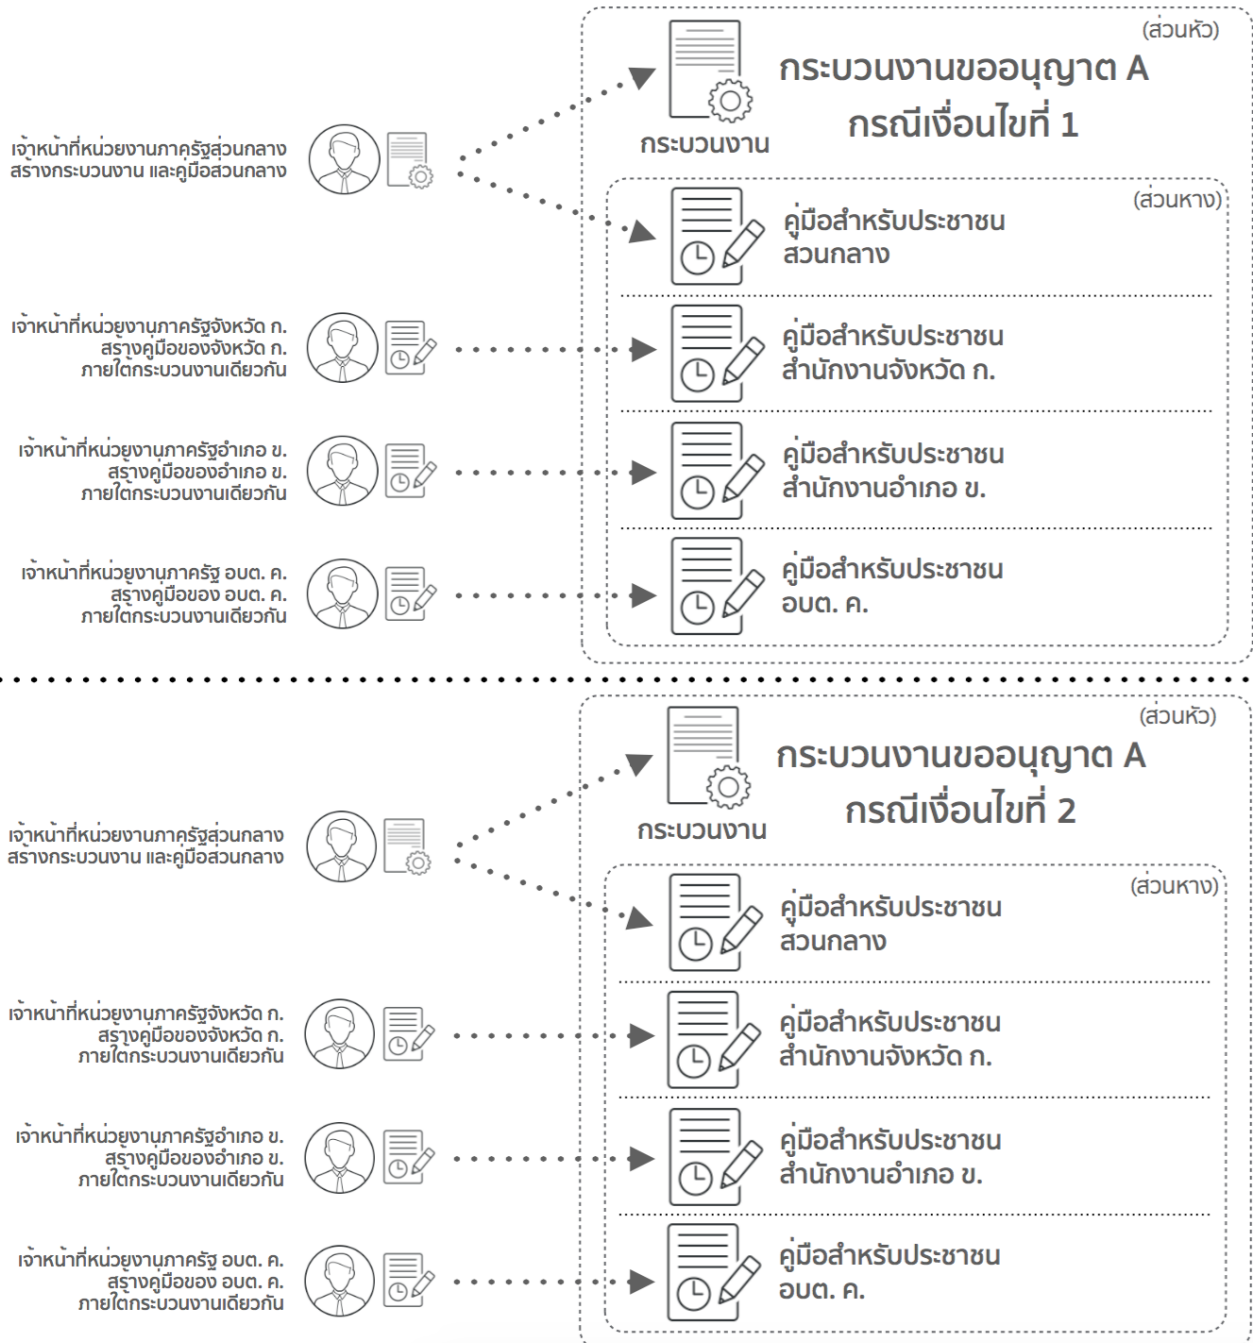 (ส่วนหัว)
กระบวนงานขออนุญาต A
กรณีเงื่อนไขที่ 1
กระบวนงาน
เจ้าหน้าที่หน่วยงานภาครัฐส่วนกลาง
สร้างกระบวนงาน และคู่มือส่วนกลาง
(ส่วนหาง)
คู่มือสำหรับประชาชน
ส่วนกลาง
เจ้าหน้าที่หน่วยงานภาครัฐจังหวัด ก.
สร้างคู่มือของจังหวัด ก.
ภายใต้กระบวนงานเดียวกัน
คู่มือสำหรับประชาชน
สำนักงานจังหวัด ก.
เจ้าหน้าที่หน่วยงานภาครัฐอำเภอ ข.
สร้างคู่มือของอำเภอ ข.
ภายใต้กระบวนงานเดียวกัน
คู่มือสำหรับประชาชน
สำนักงานอำเภอ ข.
เจ้าหน้าที่หน่วยงานภาครัฐ อบต. ค.
สร้างคู่มือของ อบต. ค.
ภายใต้กระบวนงานเดียวกัน
คู่มือสำหรับประชาชน
อบต. ค.
(ส่วนหัว)
กระบวนงานขออนุญาต A
กรณีเงื่อนไขที่ 2
กระบวนงาน
เจ้าหน้าที่หน่วยงานภาครัฐส่วนกลาง
สร้างกระบวนงาน และคู่มือส่วนกลาง
(ส่วนหาง)
คู่มือสำหรับประชาชน
ส่วนกลาง
เจ้าหน้าที่หน่วยงานภาครัฐจังหวัด ก.
สร้างคู่มือของจังหวัด ก.
ภายใต้กระบวนงานเดียวกัน
คู่มือสำหรับประชาชน
สำนักงานจังหวัด ก.
เจ้าหน้าที่หน่วยงานภาครัฐอำเภอ ข.
สร้างคู่มือของอำเภอ ข.
ภายใต้กระบวนงานเดียวกัน
คู่มือสำหรับประชาชน
สำนักงานอำเภอ ข.
เจ้าหน้าที่หน่วยงานภาครัฐ อบต. ค.
สร้างคู่มือของ อบต. ค.
ภายใต้กระบวนงานเดียวกัน
คู่มือสำหรับประชาชน
อบต. ค.